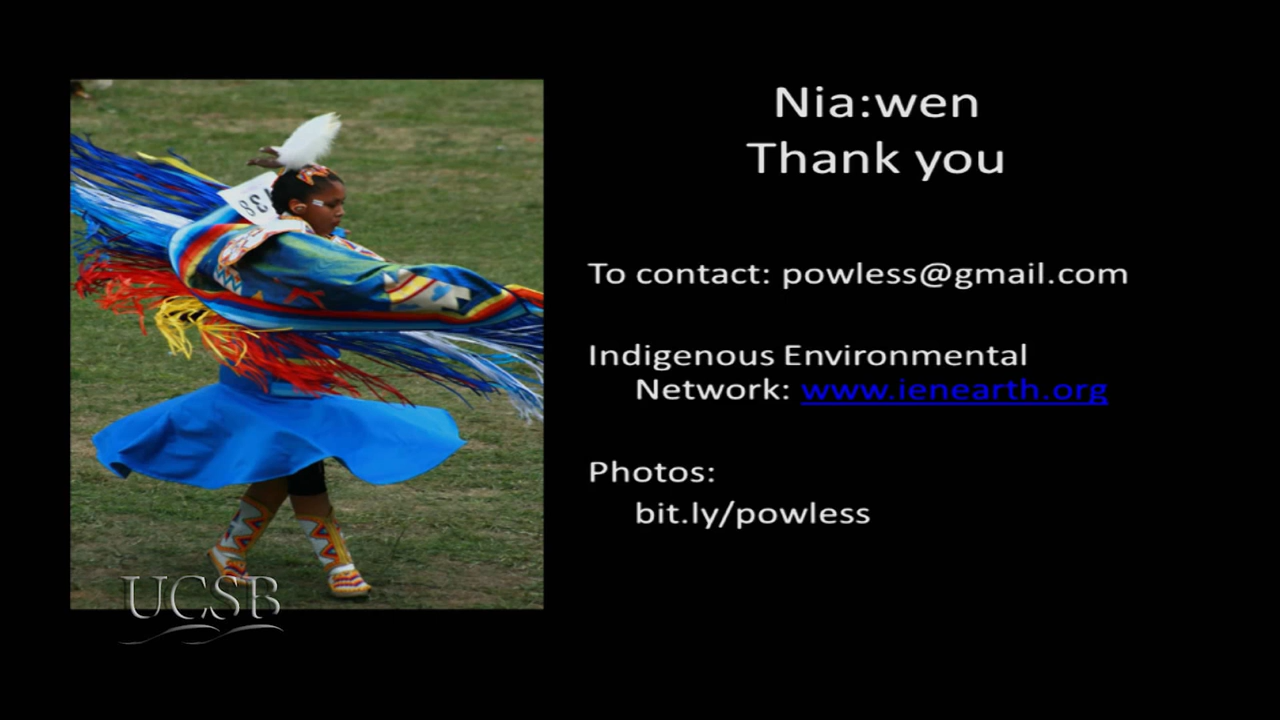 Nia:wen
Thank you
To contact: powless@gmail.com
Indigenous Environmental
Network: www.ienearth.org
Photos:
bit.ly/powless
38
UCSB